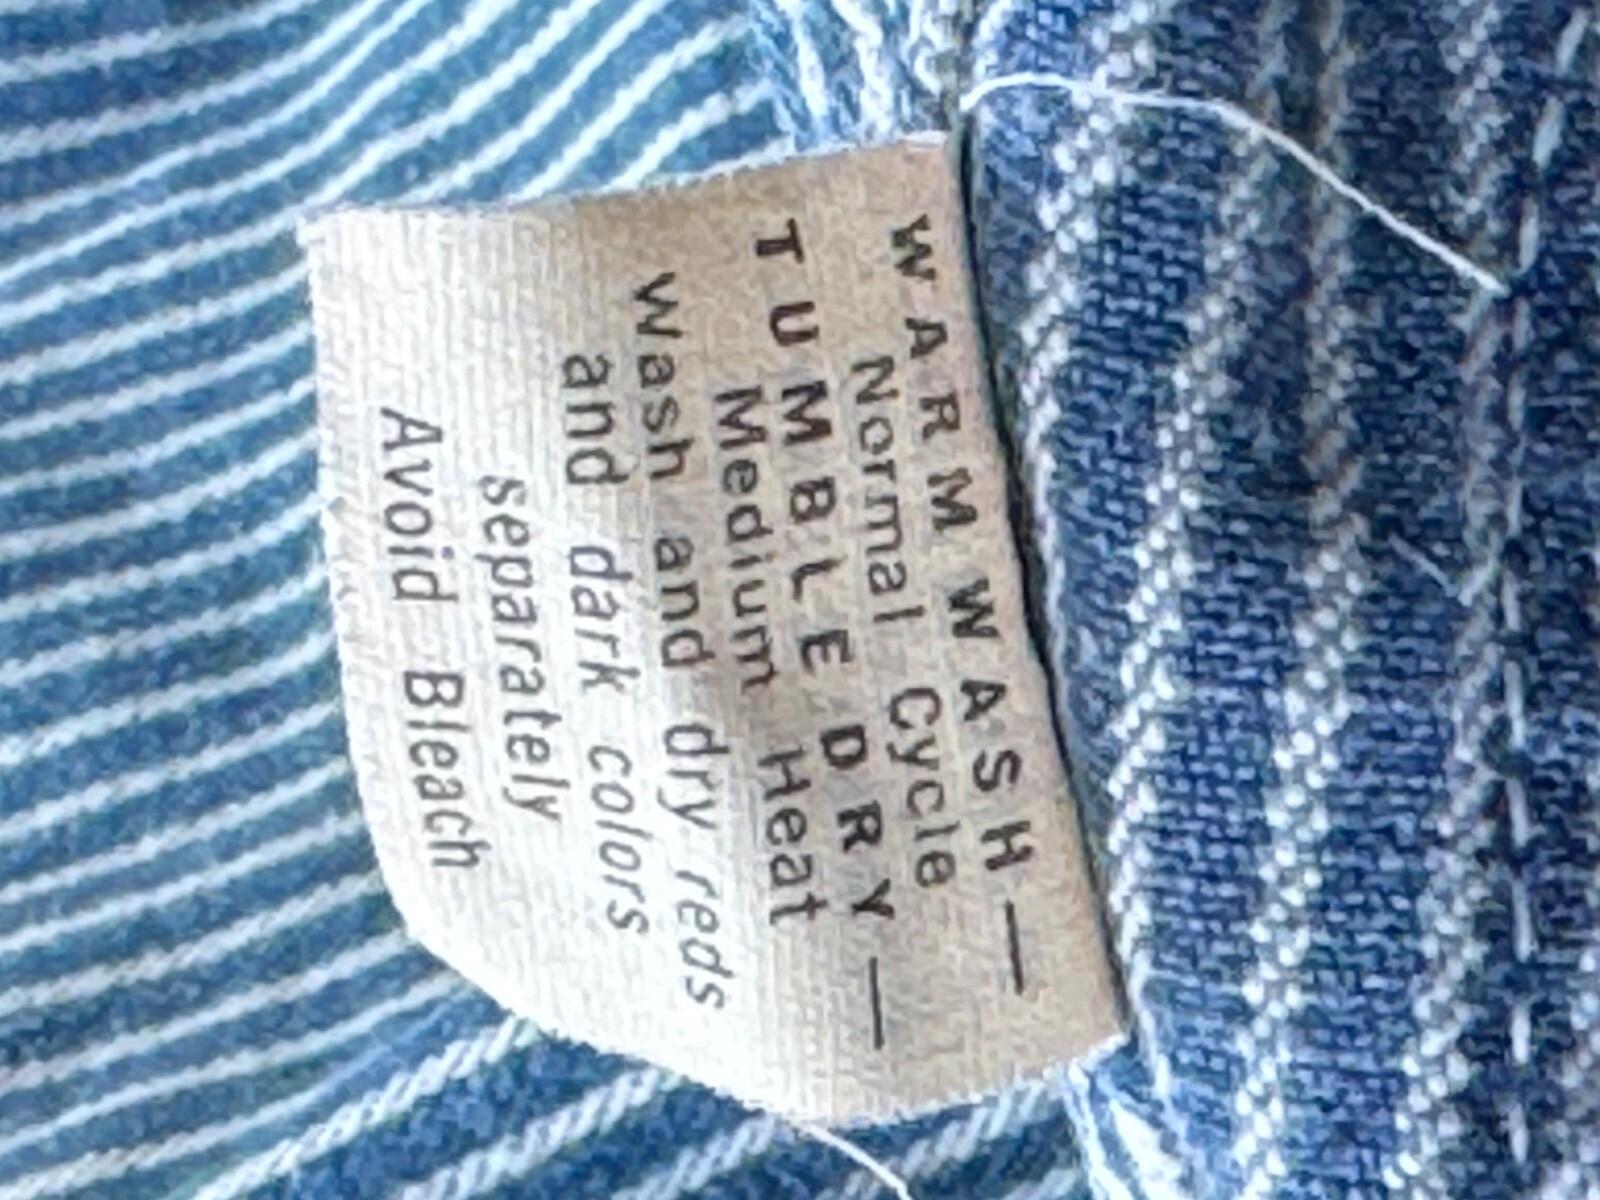 WARM WASH—
Normal Cycle
TUMBLE DRY—
Medium Heat
Wash and dry reds
and dark colors
separately
Avoid Bleach